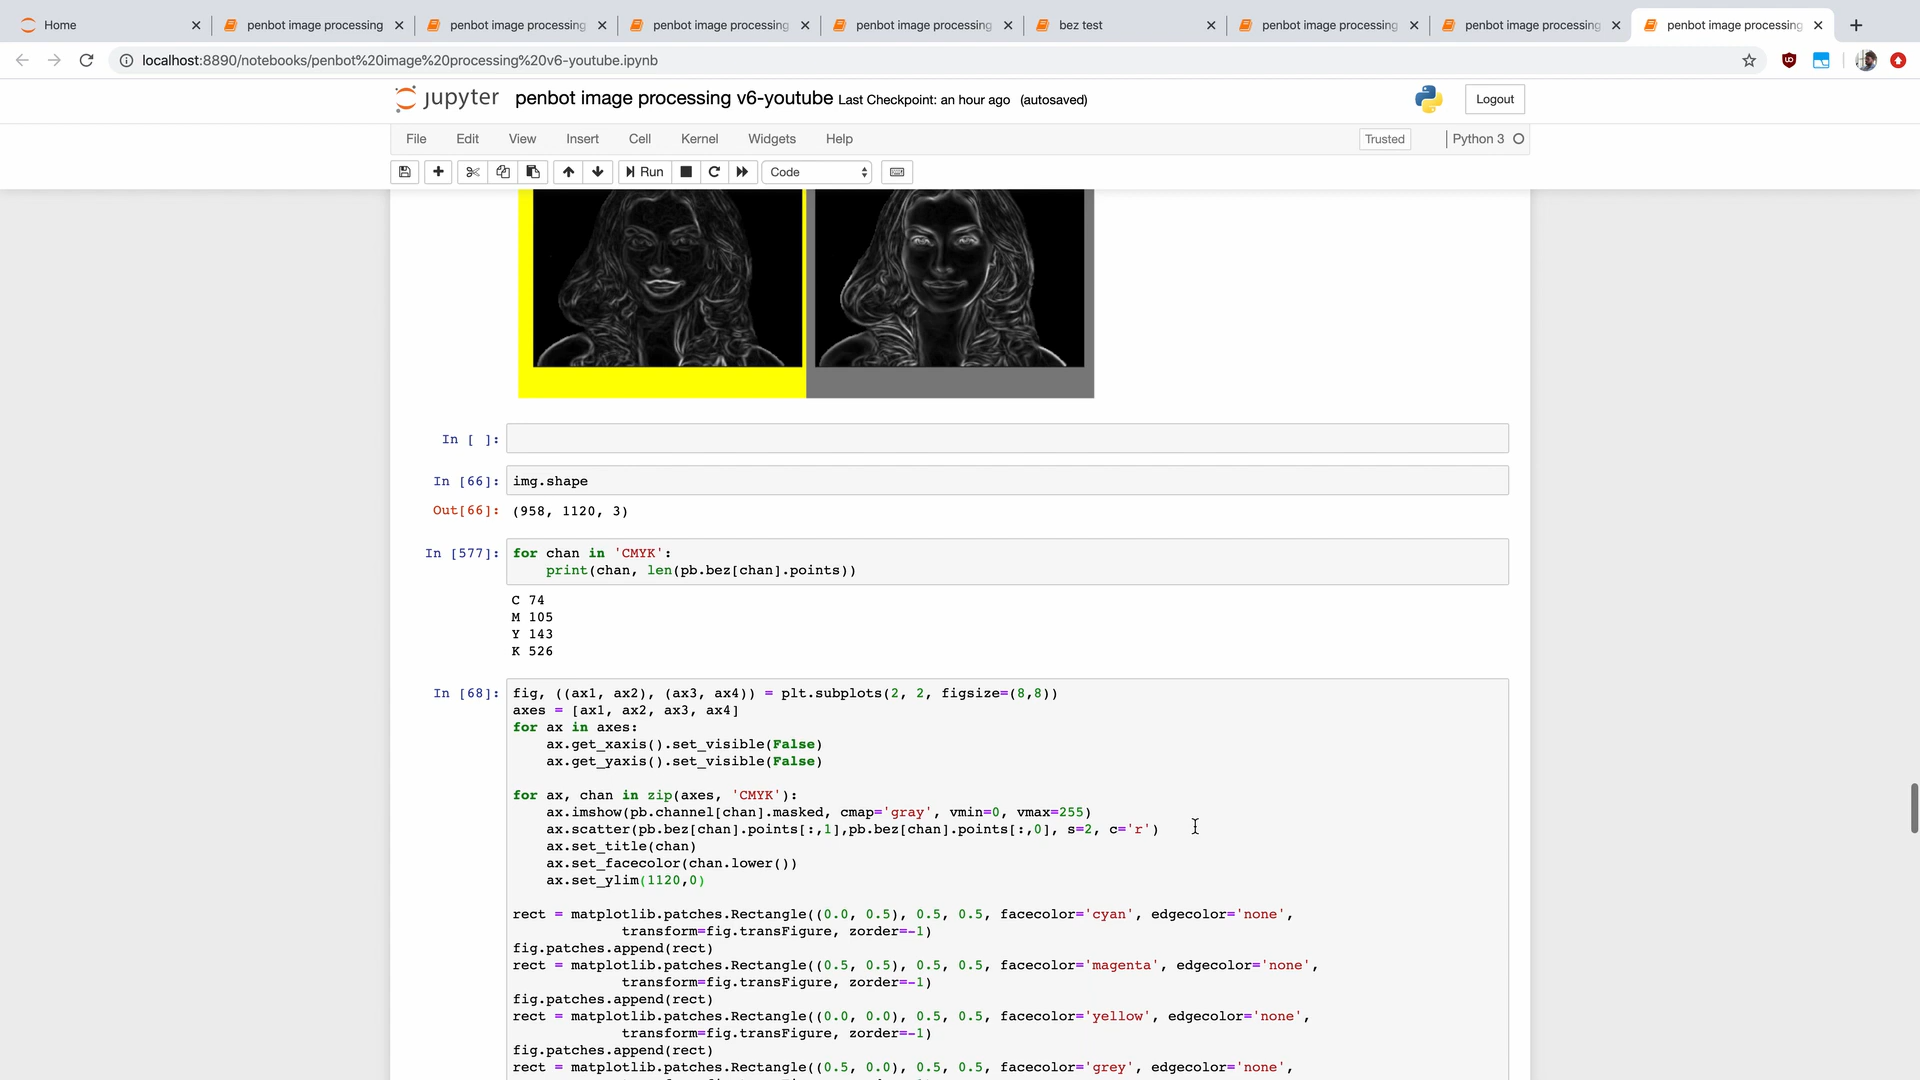 Home
penbot image processing
penbot image processing
penbot image processing
penbot image processing
bez test
penbot image processing
penbot image processing
penbot image processing
localhost:8890/notebooks/penbot%20image%20processing%20v6-youtube.ipynb
jupyter penbot image processing v6-youtube Last Checkpoint: an hour ago (autosaved)
Logout
File Edit View Insert Cell Kernel Widgets Help
Trusted
Python 3
Run
Code
In [ ]:
In [66]: img.shape
Out[66]: (958, 1120, 3)
In [577]: for chan in 'CMYK':
print(chan, len(pb.bez[chan].points))
C 74
M 105
Y 143
K 526
In [68]: fig, ((ax1, ax2), (ax3, ax4)) = plt.subplots(2, 2, figsize=(8,8))
axes = [ax1, ax2, ax3, ax4]
for ax in axes:
ax.get_xaxis().set_visible(False)
ax.get_yaxis().set_visible(False)
for ax, chan in zip(axes, 'CMYK'):
ax.imshow(pb.channel[chan].masked, cmap='gray', vmin=0, vmax=255)
ax.scatter(pb.bez[chan].points[:,1],pb.bez[chan].points[:,0], s=2, c='r')
ax.set_title(chan)
ax.set_facecolor(chan.lower())
ax.set_ylim(1120,0)
rect = matplotlib.patches.Rectangle((0.0, 0.5), 0.5, 0.5, facecolor='cyan', edgecolor='none',
transform=fig.transFigure, zorder=-1)
fig.patches.append(rect)
rect = matplotlib.patches.Rectangle((0.5, 0.5), 0.5, 0.5, facecolor='magenta', edgecolor='none',
transform=fig.transFigure, zorder=-1)
fig.patches.append(rect)
rect = matplotlib.patches.Rectangle((0.0, 0.0), 0.5, 0.5, facecolor='yellow', edgecolor='none',
transform=fig.transFigure, zorder=-1)
fig.patches.append(rect)
rect = matplotlib.patches.Rectangle((0.5, 0.0), 0.5, 0.5, facecolor='grey', edgecolor='none',